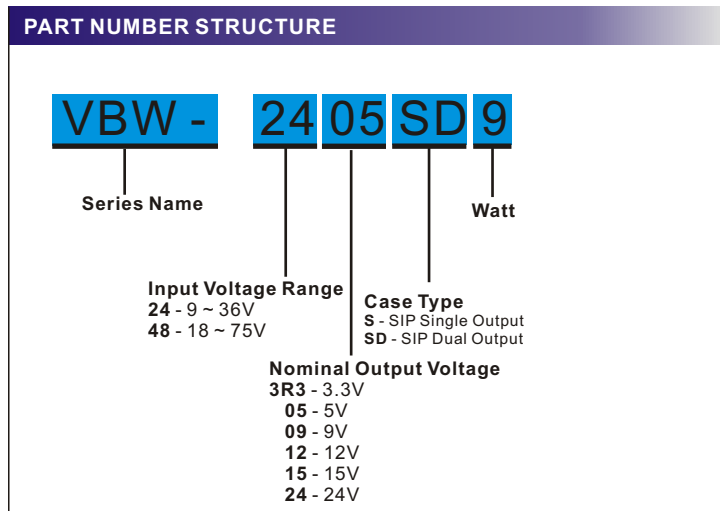 PART NUMBER STRUCTURE
VBW - 24 05 SD 9
Series Name
Watt
Input Voltage Range
24 - 9 ~ 36V
48 - 18 ~ 75V
Case Type
S - SIP Single Output
SD - SIP Dual Output
Nominal Output Voltage
3R3 - 3.3V
05 - 5V
09 - 9V
12 - 12V
15 - 15V
24 - 24V